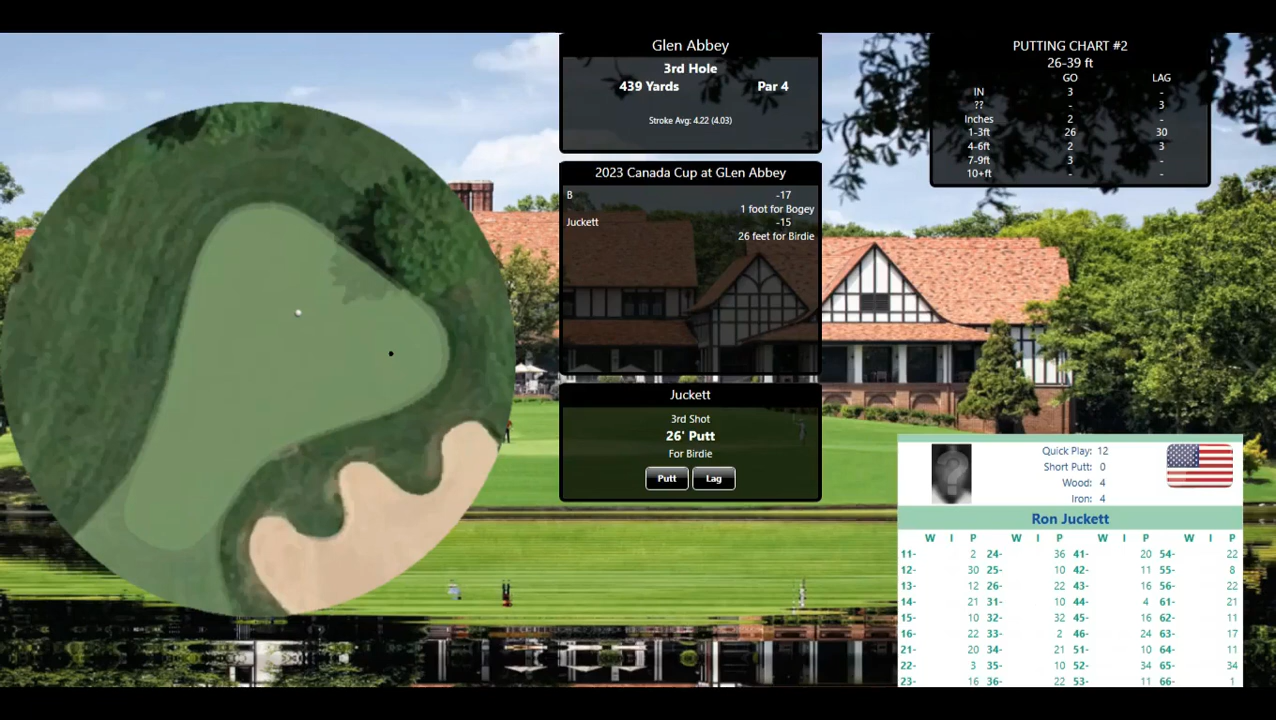 Glen Abbey
3rd Hole
439 Yards Par 4
Stroke Avg: 4.22 (4.03)
2023 Canada Cup at GLen Abbey
B -17
1 foot for Bogey
Juckett -15
26 feet for Birdie
Juckett
3rd Shot
26' Putt
For Birdie
Putt Lag
PUTTING CHART #2
26-39 ft
GO LAG
IN 3 -
?? - 3
Inches 2 -
1-3ft 26 30
4-6ft 2 3
7-9ft 3 -
10+ft - -
?
Quick Play: 12
Short Putt: 0
Wood: 4
Iron: 4
Ron Juckett
W I P W I P W I P W I P
11- 2 24- 36 41- 20 54- 22
12- 30 25- 10 42- 11 55- 8
13- 12 26- 22 43- 16 56- 22
14- 21 31- 10 44- 4 61- 21
15- 10 32- 32 45- 16 62- 11
16- 22 33- 2 46- 24 63- 17
21- 20 34- 21 51- 10 64- 11
22- 3 35- 10 52- 34 65- 34
23- 16 36- 22 53- 11 66- 1